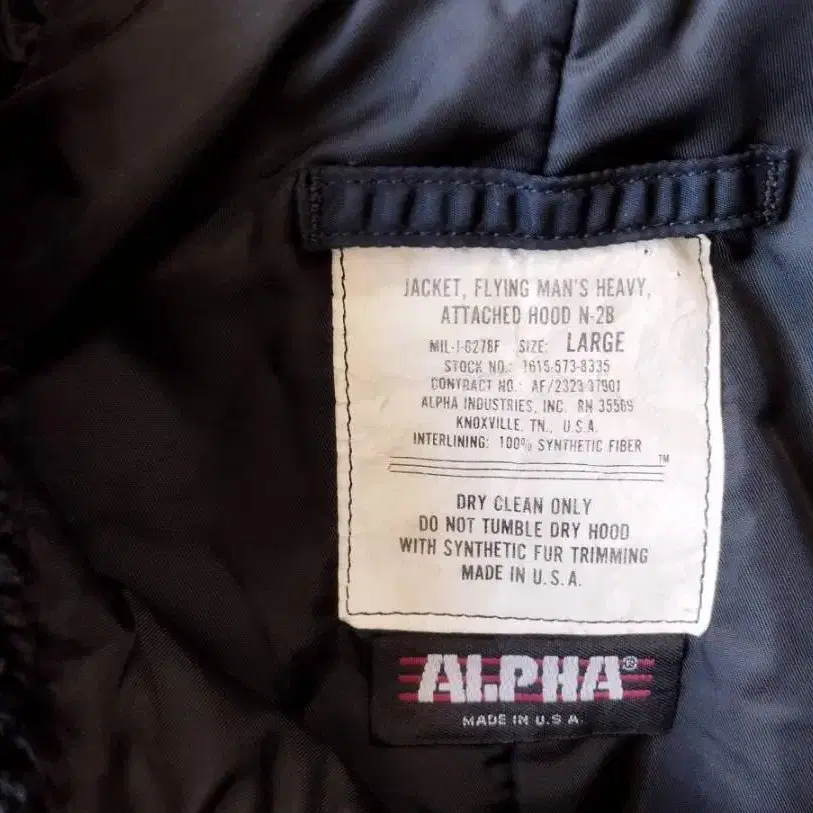 JACKET, FLYING MAN'S HEAVY,
ATTACHED HOOD N-2B
MIL-J-6278F SIZE: LARGE
STOCK NO.: 1615-573-8335
CONTRACT NO.: AF/2323-37901
ALPHA INDUSTRIES, INC. RN 35569
KNOXVILLE, TN., U.S.A.
INTERLINING: 100% SYNTHETIC FIBER
TM
DRY CLEAN ONLY
DO NOT TUMBLE DRY HOOD
WITH SYNTHETIC FUR TRIMMING
MADE IN U.S.A.
ALPHA®
MADE IN U.S.A.